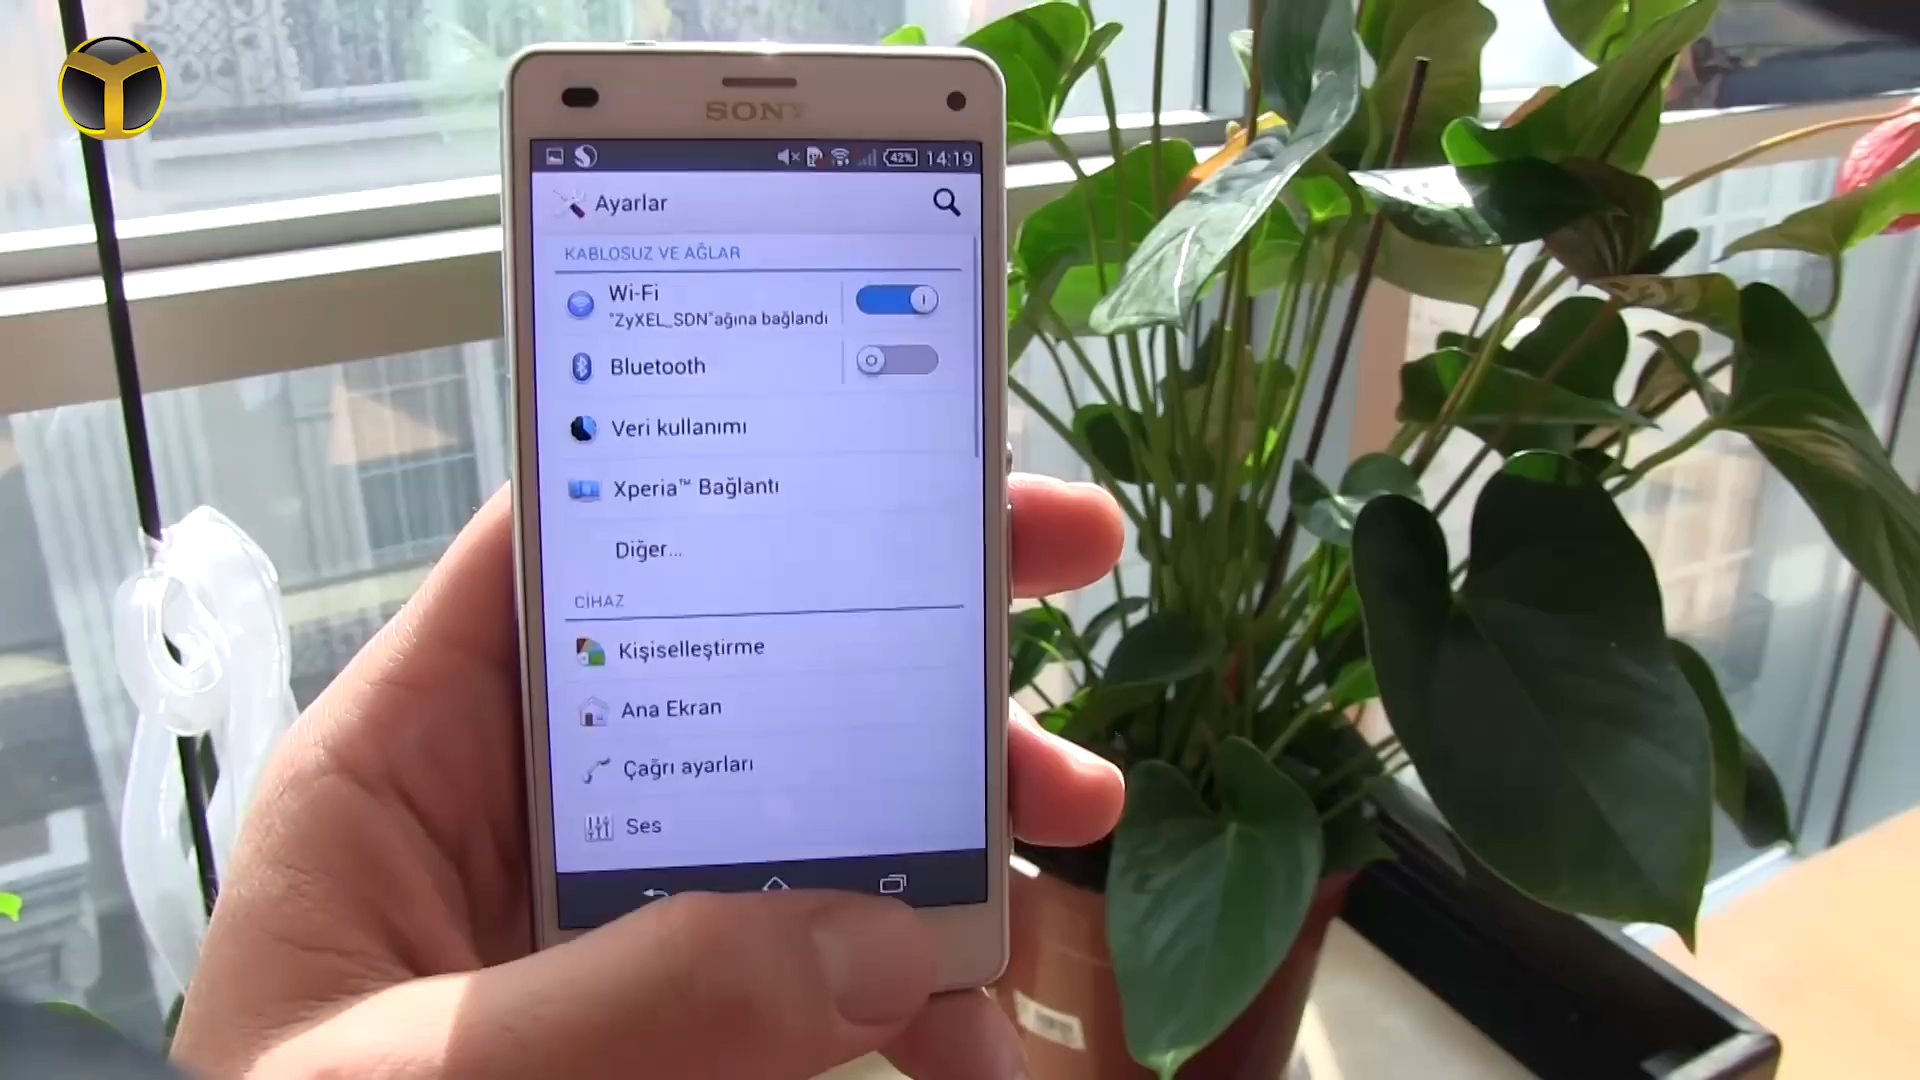 SONY
42% 14:19
Ayarlar
KABLOSUZ VE AĞLAR
Wi-Fi
"ZyXEL_SDN"ağına bağlandı
Bluetooth
Veri kullanımı
Xperia™ Bağlantı
Diğer...
CİHAZ
Kişiselleştirme
Ana Ekran
Çağrı ayarları
Ses